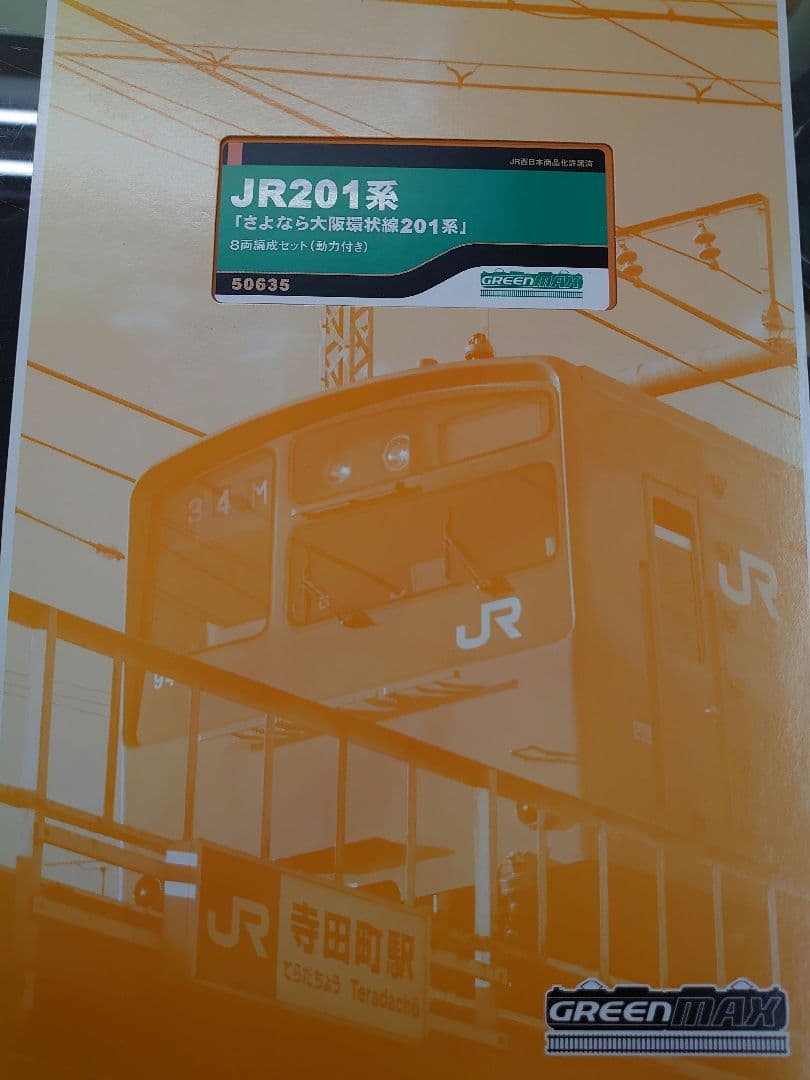 JR西日本商品化許諾済
JR201系
「さよなら大阪環状線201系」
8両編成セット(動力付き)
50635
GREENMAX
34M
JR
JR
94
JR
寺田町駅
てらだちょう Teradachō
GREENMAX